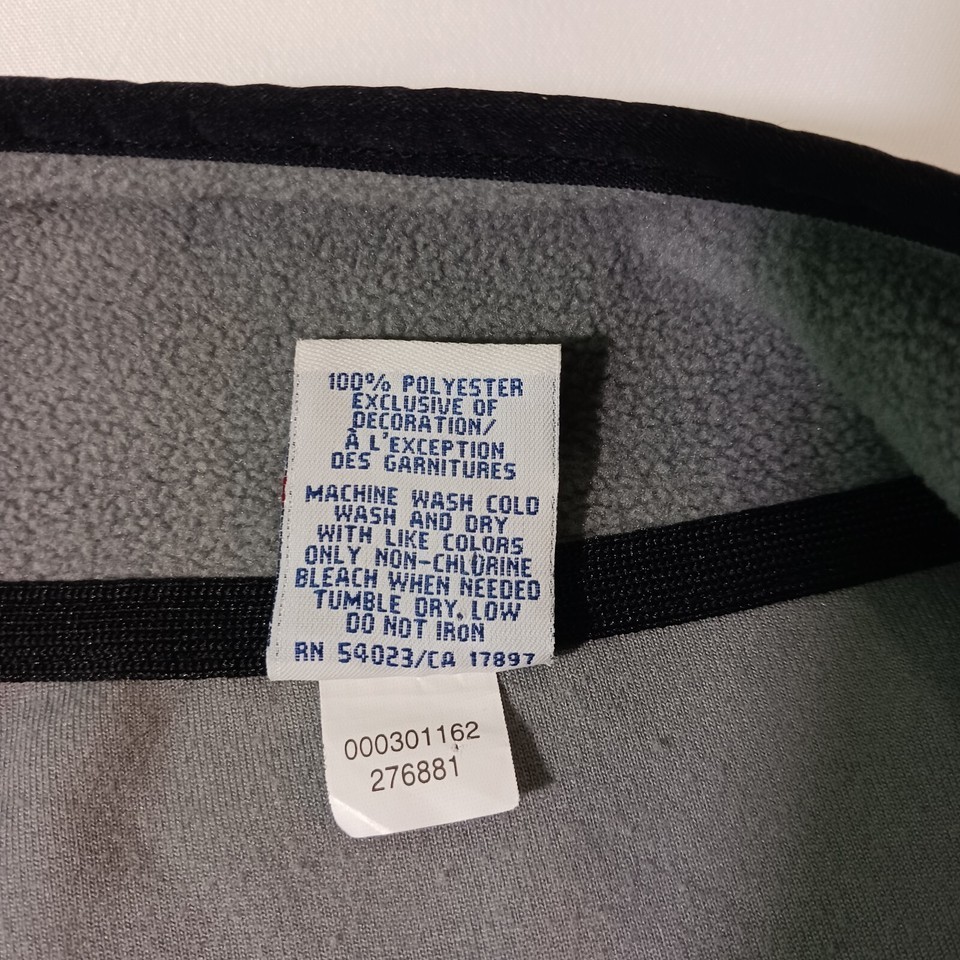 100% POLYESTER
EXCLUSIVE OF
DECORATION/
À L'EXCEPTION
DES GARNITURES
MACHINE WASH COLD
WASH AND DRY
WITH LIKE COLORS
ONLY NON-CHLORINE
BLEACH WHEN NEEDED
TUMBLE DRY, LOW
DO NOT IRON
RN 54023/CA 17897
000301162
276881